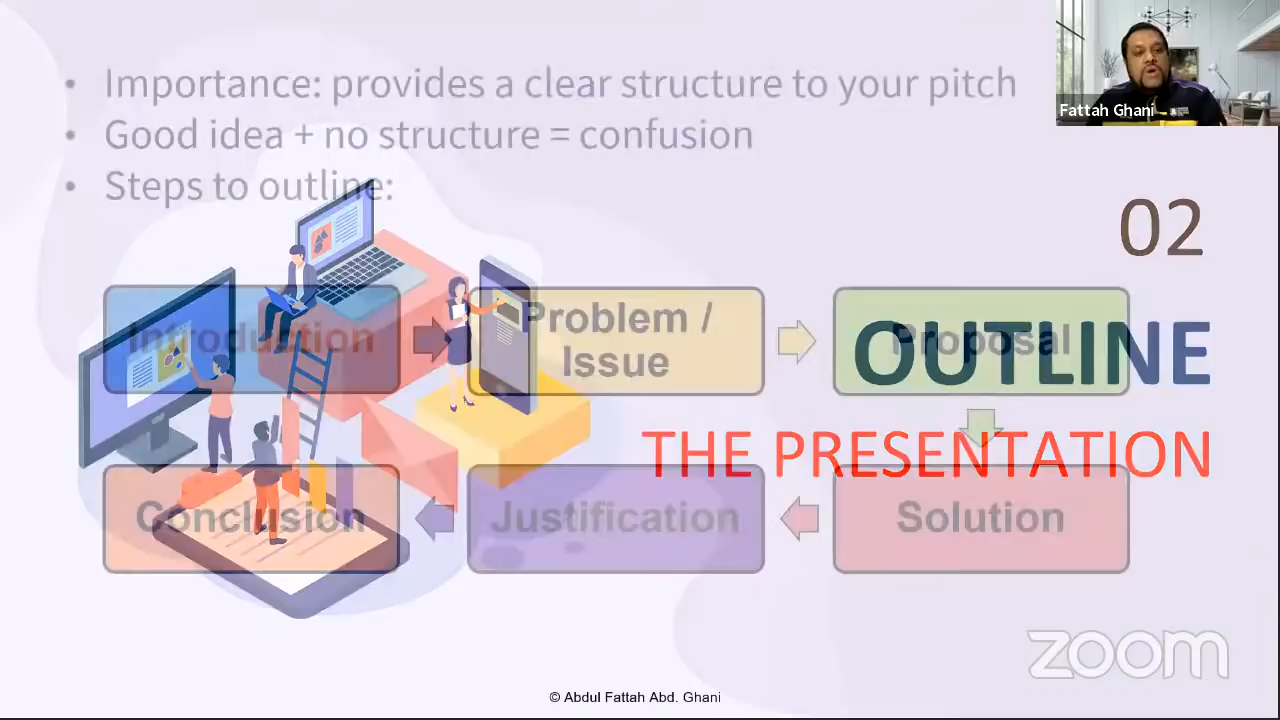 • Importance: provides a clear structure to your pitch
• Good idea + no structure = confusion
• Steps to outline:
Fattah Ghani
02
Introduction
Problem /
Issue
Proposal
OUTLINE
THE PRESENTATION
Conclusion
Justification
Solution
zoom
© Abdul Fattah Abd. Ghani